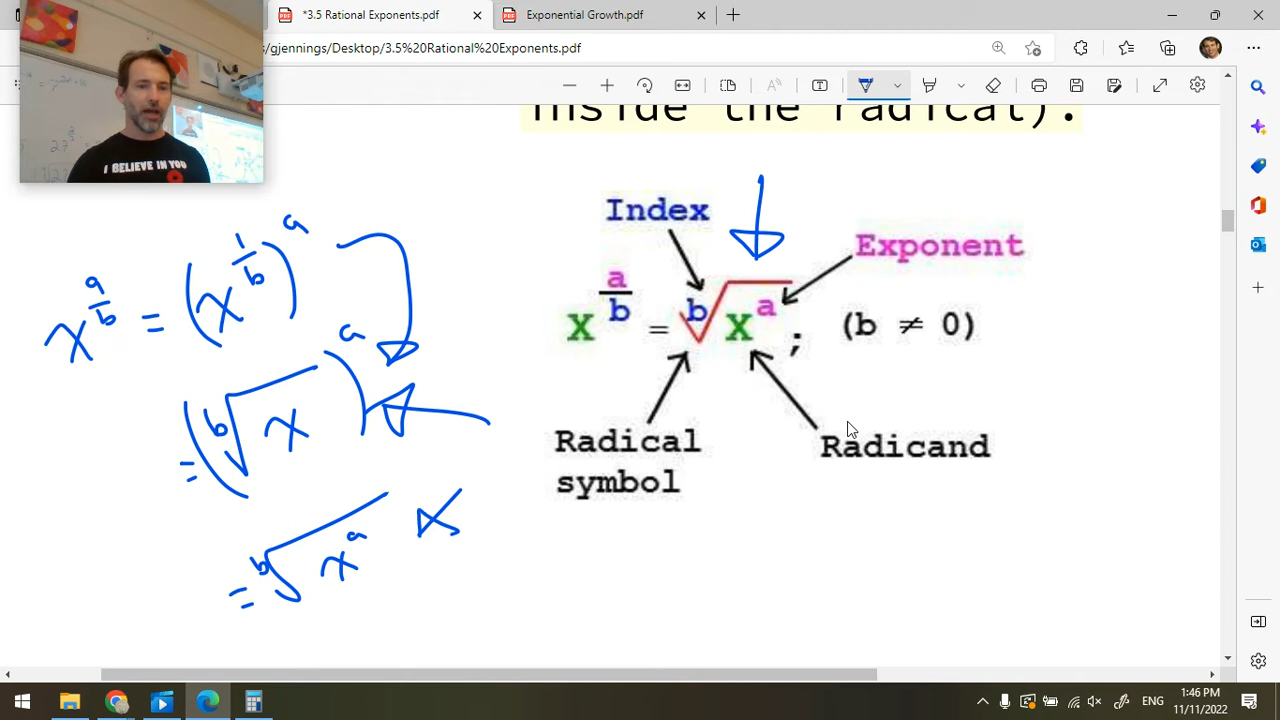 *3.5 Rational Exponents.pdf
Exponential Growth.pdf
/gjennings/Desktop/3.5%20Rational%20Exponents.pdf
I BELIEVE IN YOU
inside the radical).
Index
Exponent
x^(a/b) = (x^(1/b))^a
x^(a/b) = ᵇ√(x^a) ; (b ≠ 0)
= (ᵇ√x)^a
Radical symbol
Radicand
= ᵇ√(x^a)
ENG
1:46 PM
11/11/2022